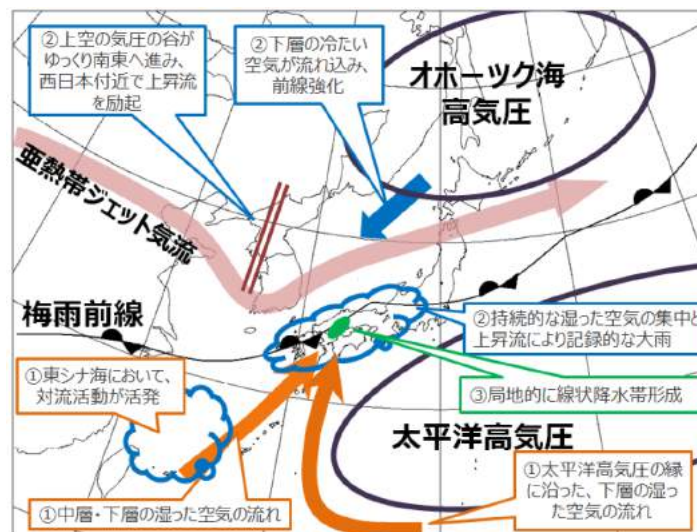 ②上空の気圧の谷が
ゆっくり南東へ進み、
西日本付近で上昇流
を励起
②下層の冷たい
空気が流れ込み、
前線強化
オホーツク海
高気圧
亜熱帯ジェット気流
梅雨前線
②持続的な湿った空気の集中と
上昇流により記録的な大雨
①東シナ海において、
対流活動が活発
③局地的に線状降水帯形成
太平洋高気圧
①中層・下層の湿った空気の流れ
①太平洋高気圧の縁
に沿った、下層の湿っ
た空気の流れ